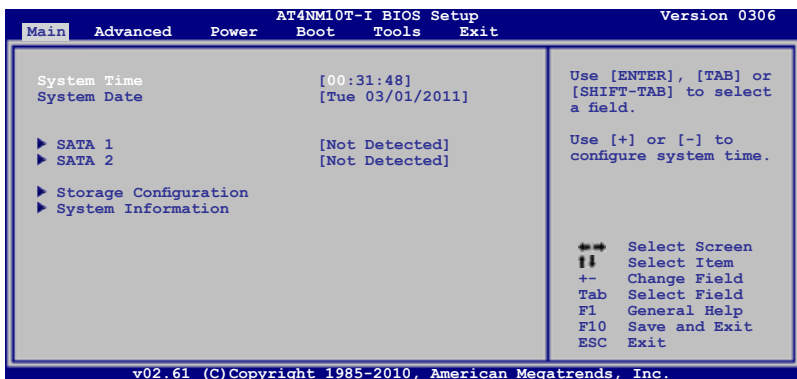 AT4NM10T-I BIOS Setup Version 0306
Main Advanced Power Boot Tools Exit
System Time [00:31:48]
System Date [Tue 03/01/2011]
SATA 1 [Not Detected]
SATA 2 [Not Detected]
Storage Configuration
System Information
Use [ENTER], [TAB] or
[SHIFT-TAB] to select
a field.
Use [+] or [-] to
configure system time.
Select Screen
Select Item
+- Change Field
Tab Select Field
F1 General Help
F10 Save and Exit
ESC Exit
v02.61 (C)Copyright 1985-2010, American Megatrends, Inc.